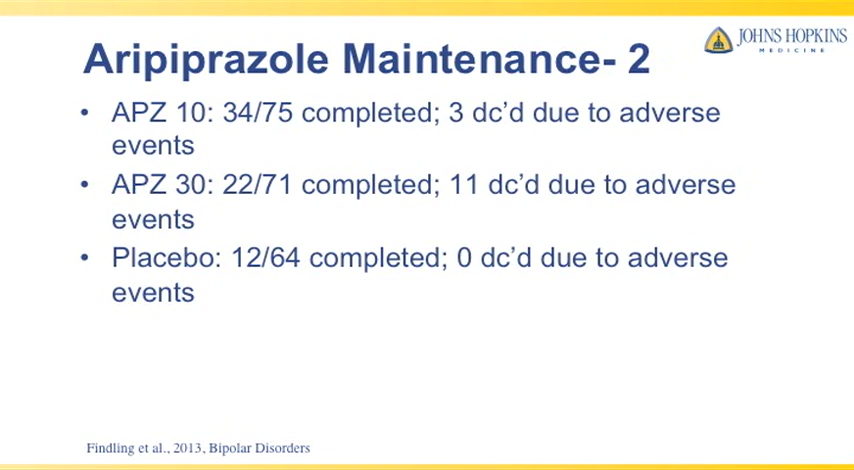 JOHNS HOPKINS
MEDICINE
Aripiprazole Maintenance- 2
• APZ 10: 34/75 completed; 3 dc’d due to adverse
events
• APZ 30: 22/71 completed; 11 dc’d due to adverse
events
• Placebo: 12/64 completed; 0 dc’d due to adverse
events
Findling et al., 2013, Bipolar Disorders